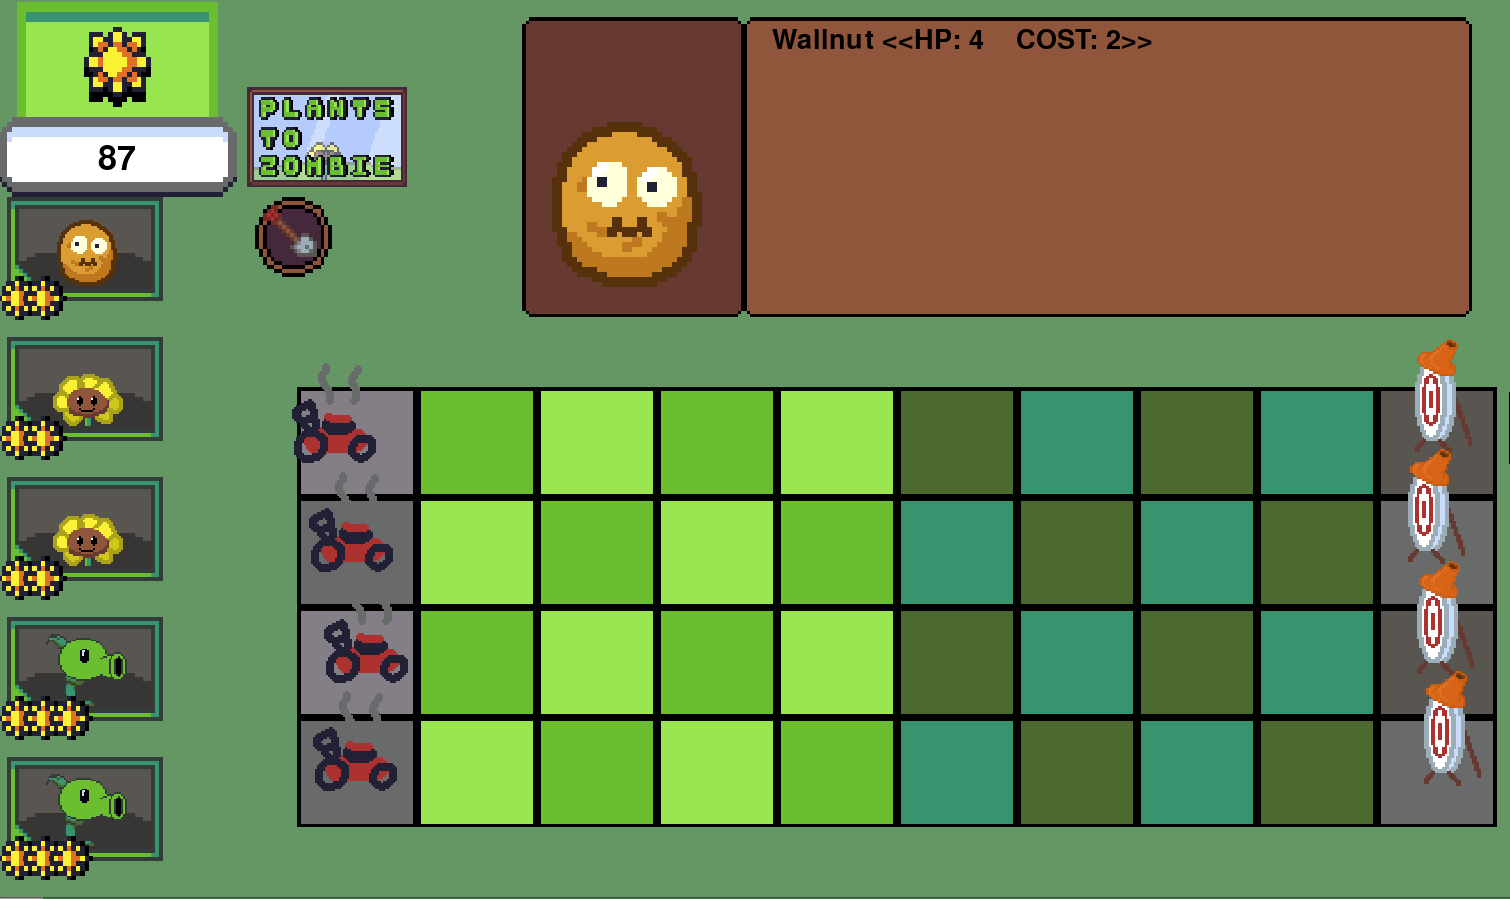 87
PLANTS
TO
ZOMBIE
Wallnut <<HP: 4 COST: 2>>